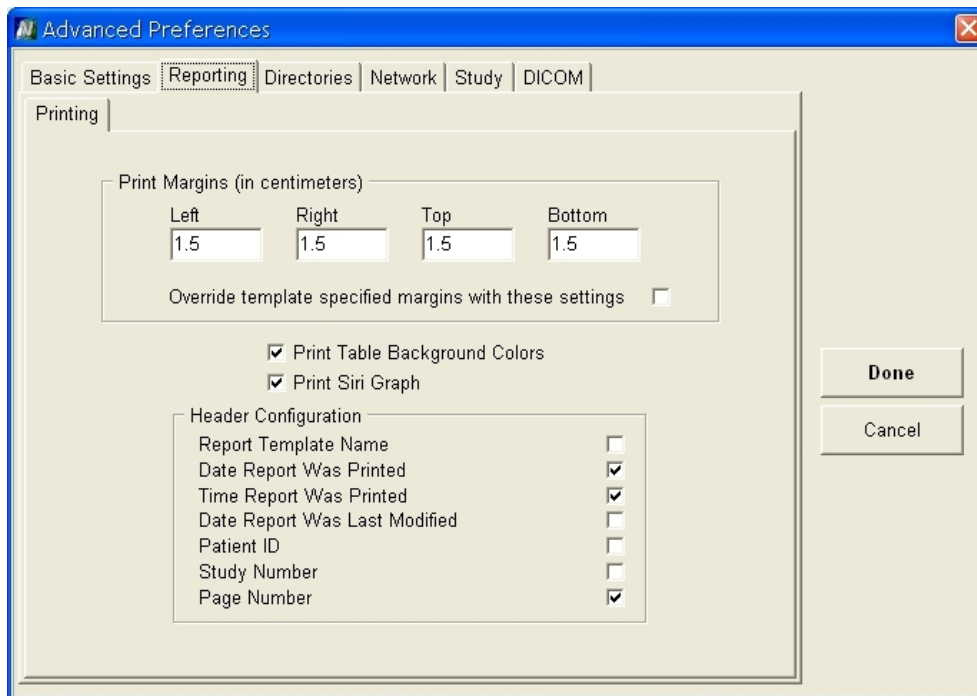 Advanced Preferences
Basic Settings Reporting Directories Network Study DICOM
Printing
Print Margins (in centimeters)
Left Right Top Bottom
1.5 1.5 1.5 1.5
Override template specified margins with these settings
Print Table Background Colors
Print Siri Graph
Header Configuration
Report Template Name
Date Report Was Printed
Time Report Was Printed
Date Report Was Last Modified
Patient ID
Study Number
Page Number
Done
Cancel